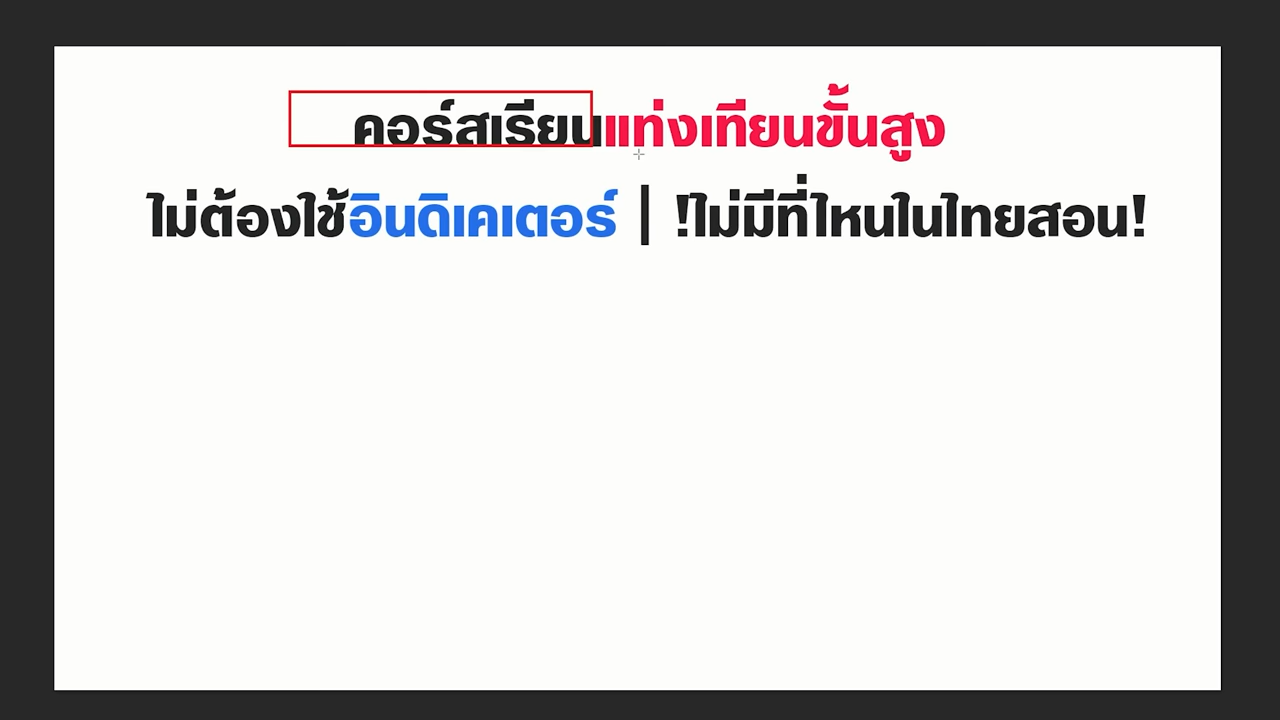 คอร์สเรียนแท่งเทียนขั้นสูง
ไม่ต้องใช้อินดิเคเตอร์ | !ไม่มีที่ไหนในไทยสอน!